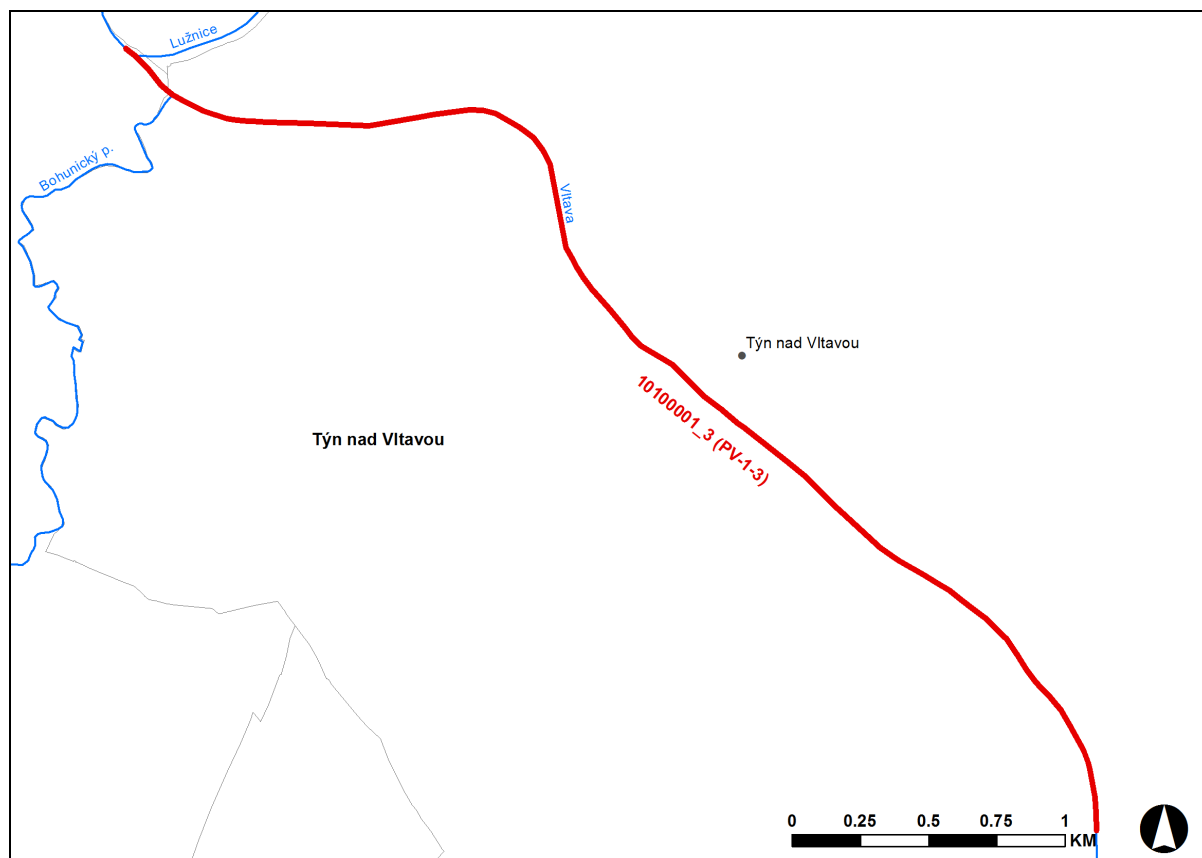 Lužnice
Bohunický p.
Vltava
Týn nad Vltavou
10100001_3 (PV-1-3)
Týn nad Vltavou
0 0.25 0.5 0.75 1
KM